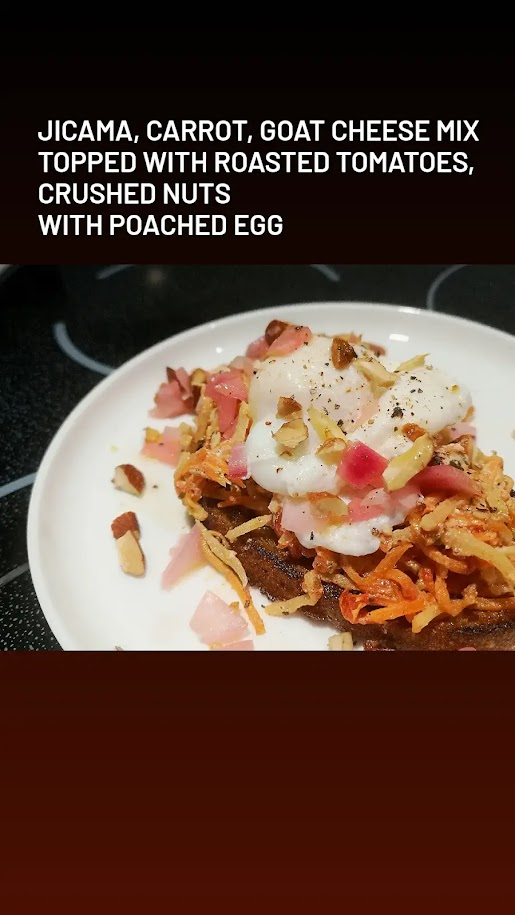 JICAMA, CARROT, GOAT CHEESE MIX
TOPPED WITH ROASTED TOMATOES,
CRUSHED NUTS
WITH POACHED EGG